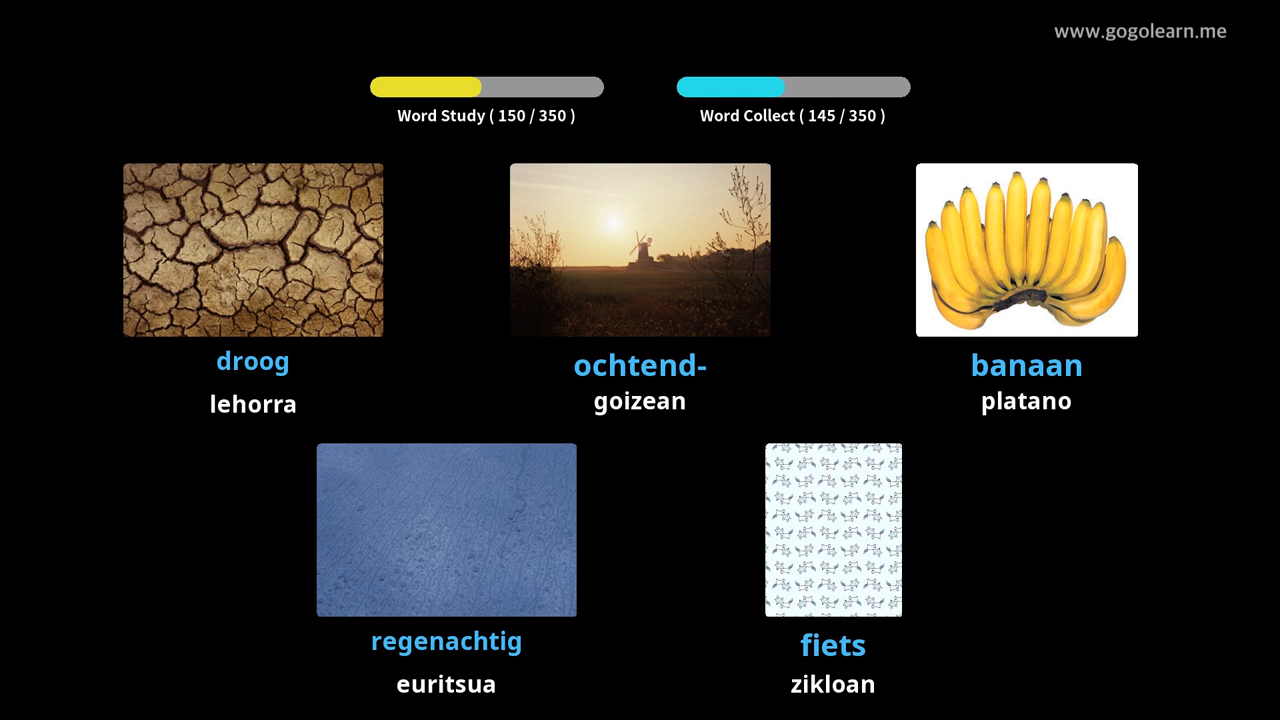 www.gogolearn.me
Word Study ( 150 / 350 )
Word Collect ( 145 / 350 )
droog
lehorra
ochtend-
goizean
banaan
platano
regenachtig
euritsua
fiets
zikloan